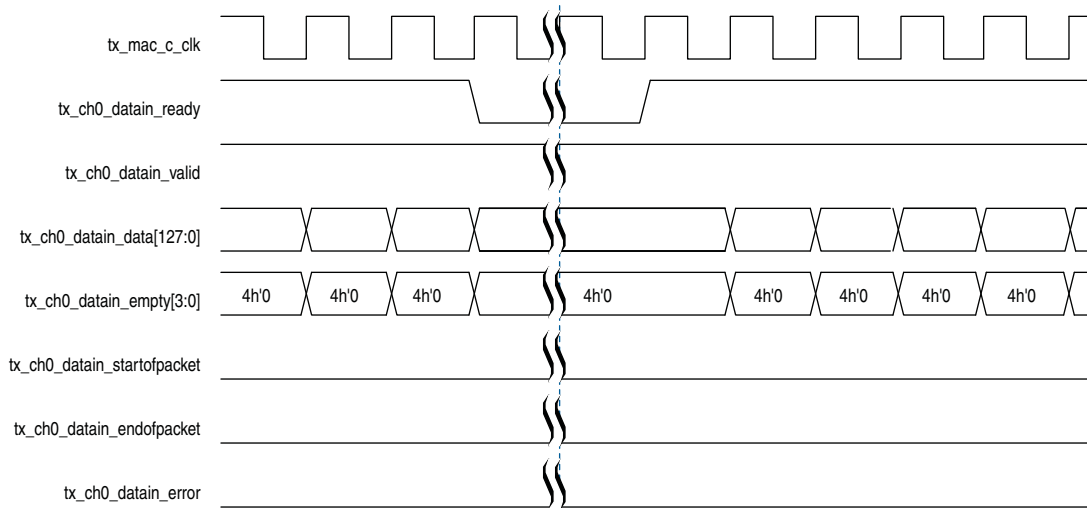 tx_mac_c_clk
tx_ch0_datain_ready
tx_ch0_datain_valid
tx_ch0_datain_data[127:0]
tx_ch0_datain_empty[3:0] 4h'0 4h'0 4h'0 4h'0 4h'0 4h'0 4h'0 4h'0
tx_ch0_datain_startofpacket
tx_ch0_datain_endofpacket
tx_ch0_datain_error